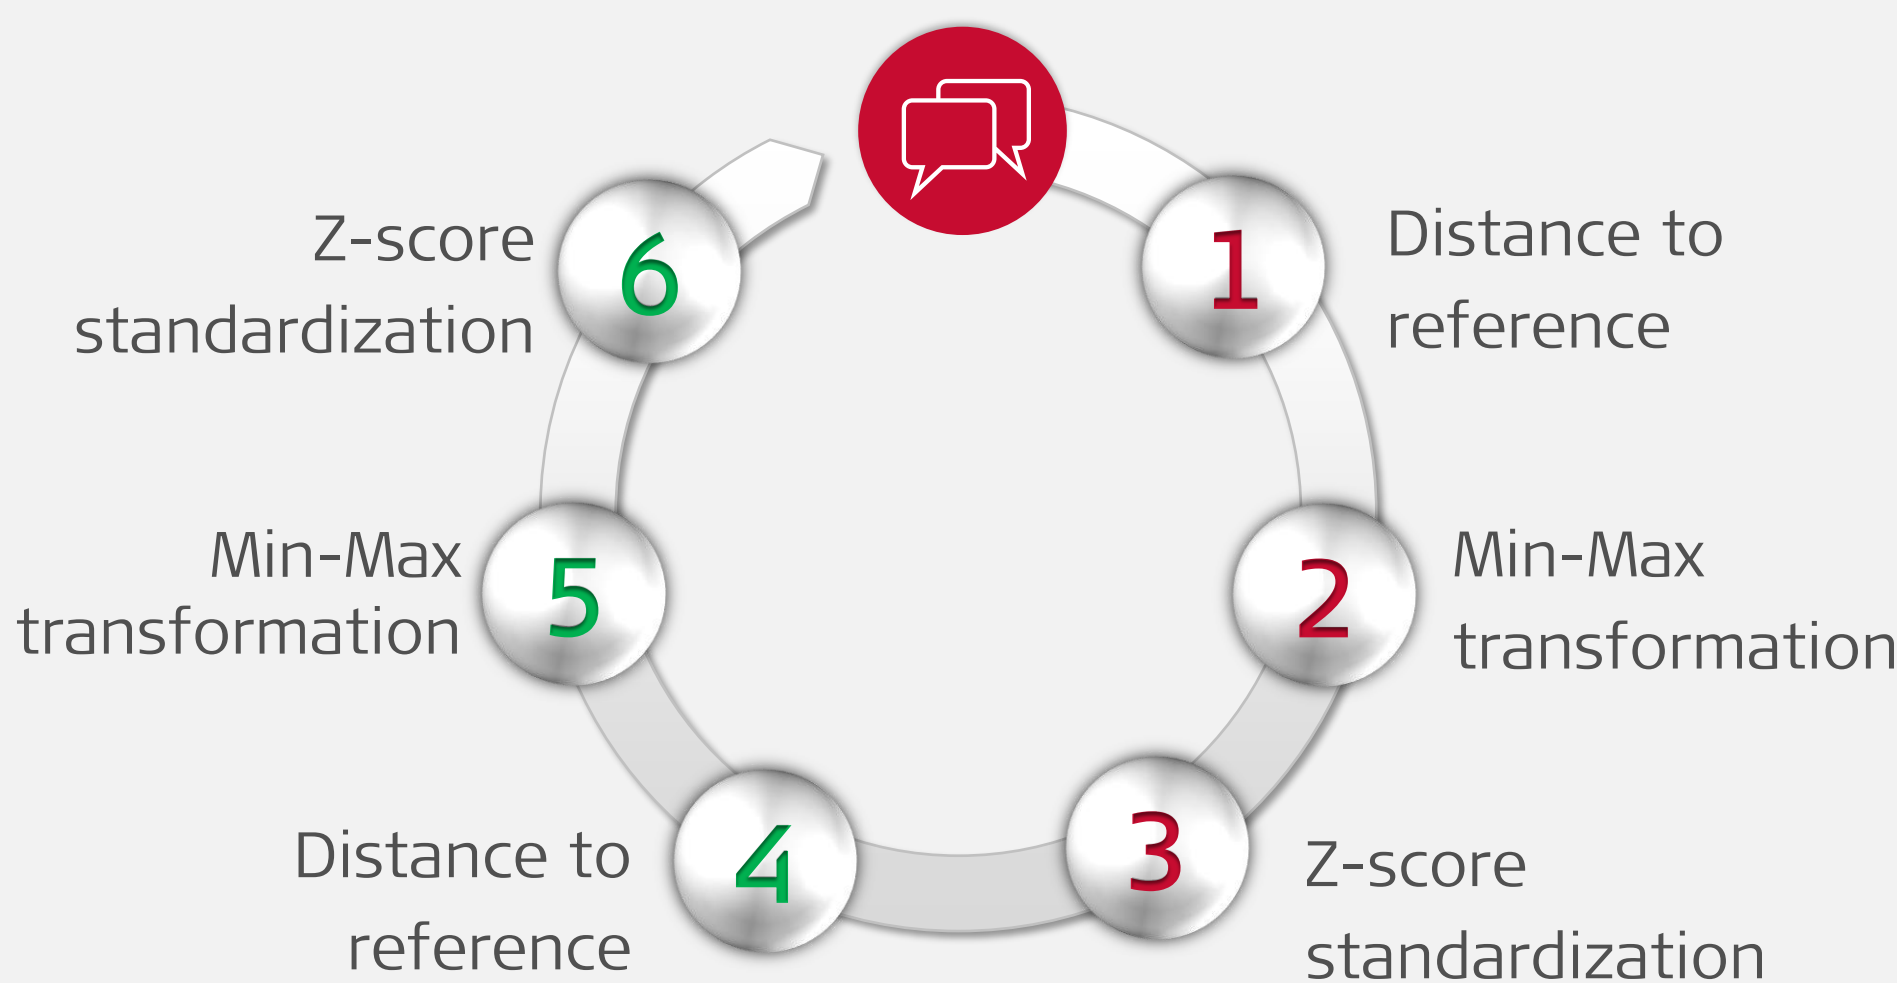 1
Distance to
reference
2
Min-Max
transformation
3
Z-score
standardization
4
Distance to
reference
5
Min-Max
transformation
6
Z-score
standardization